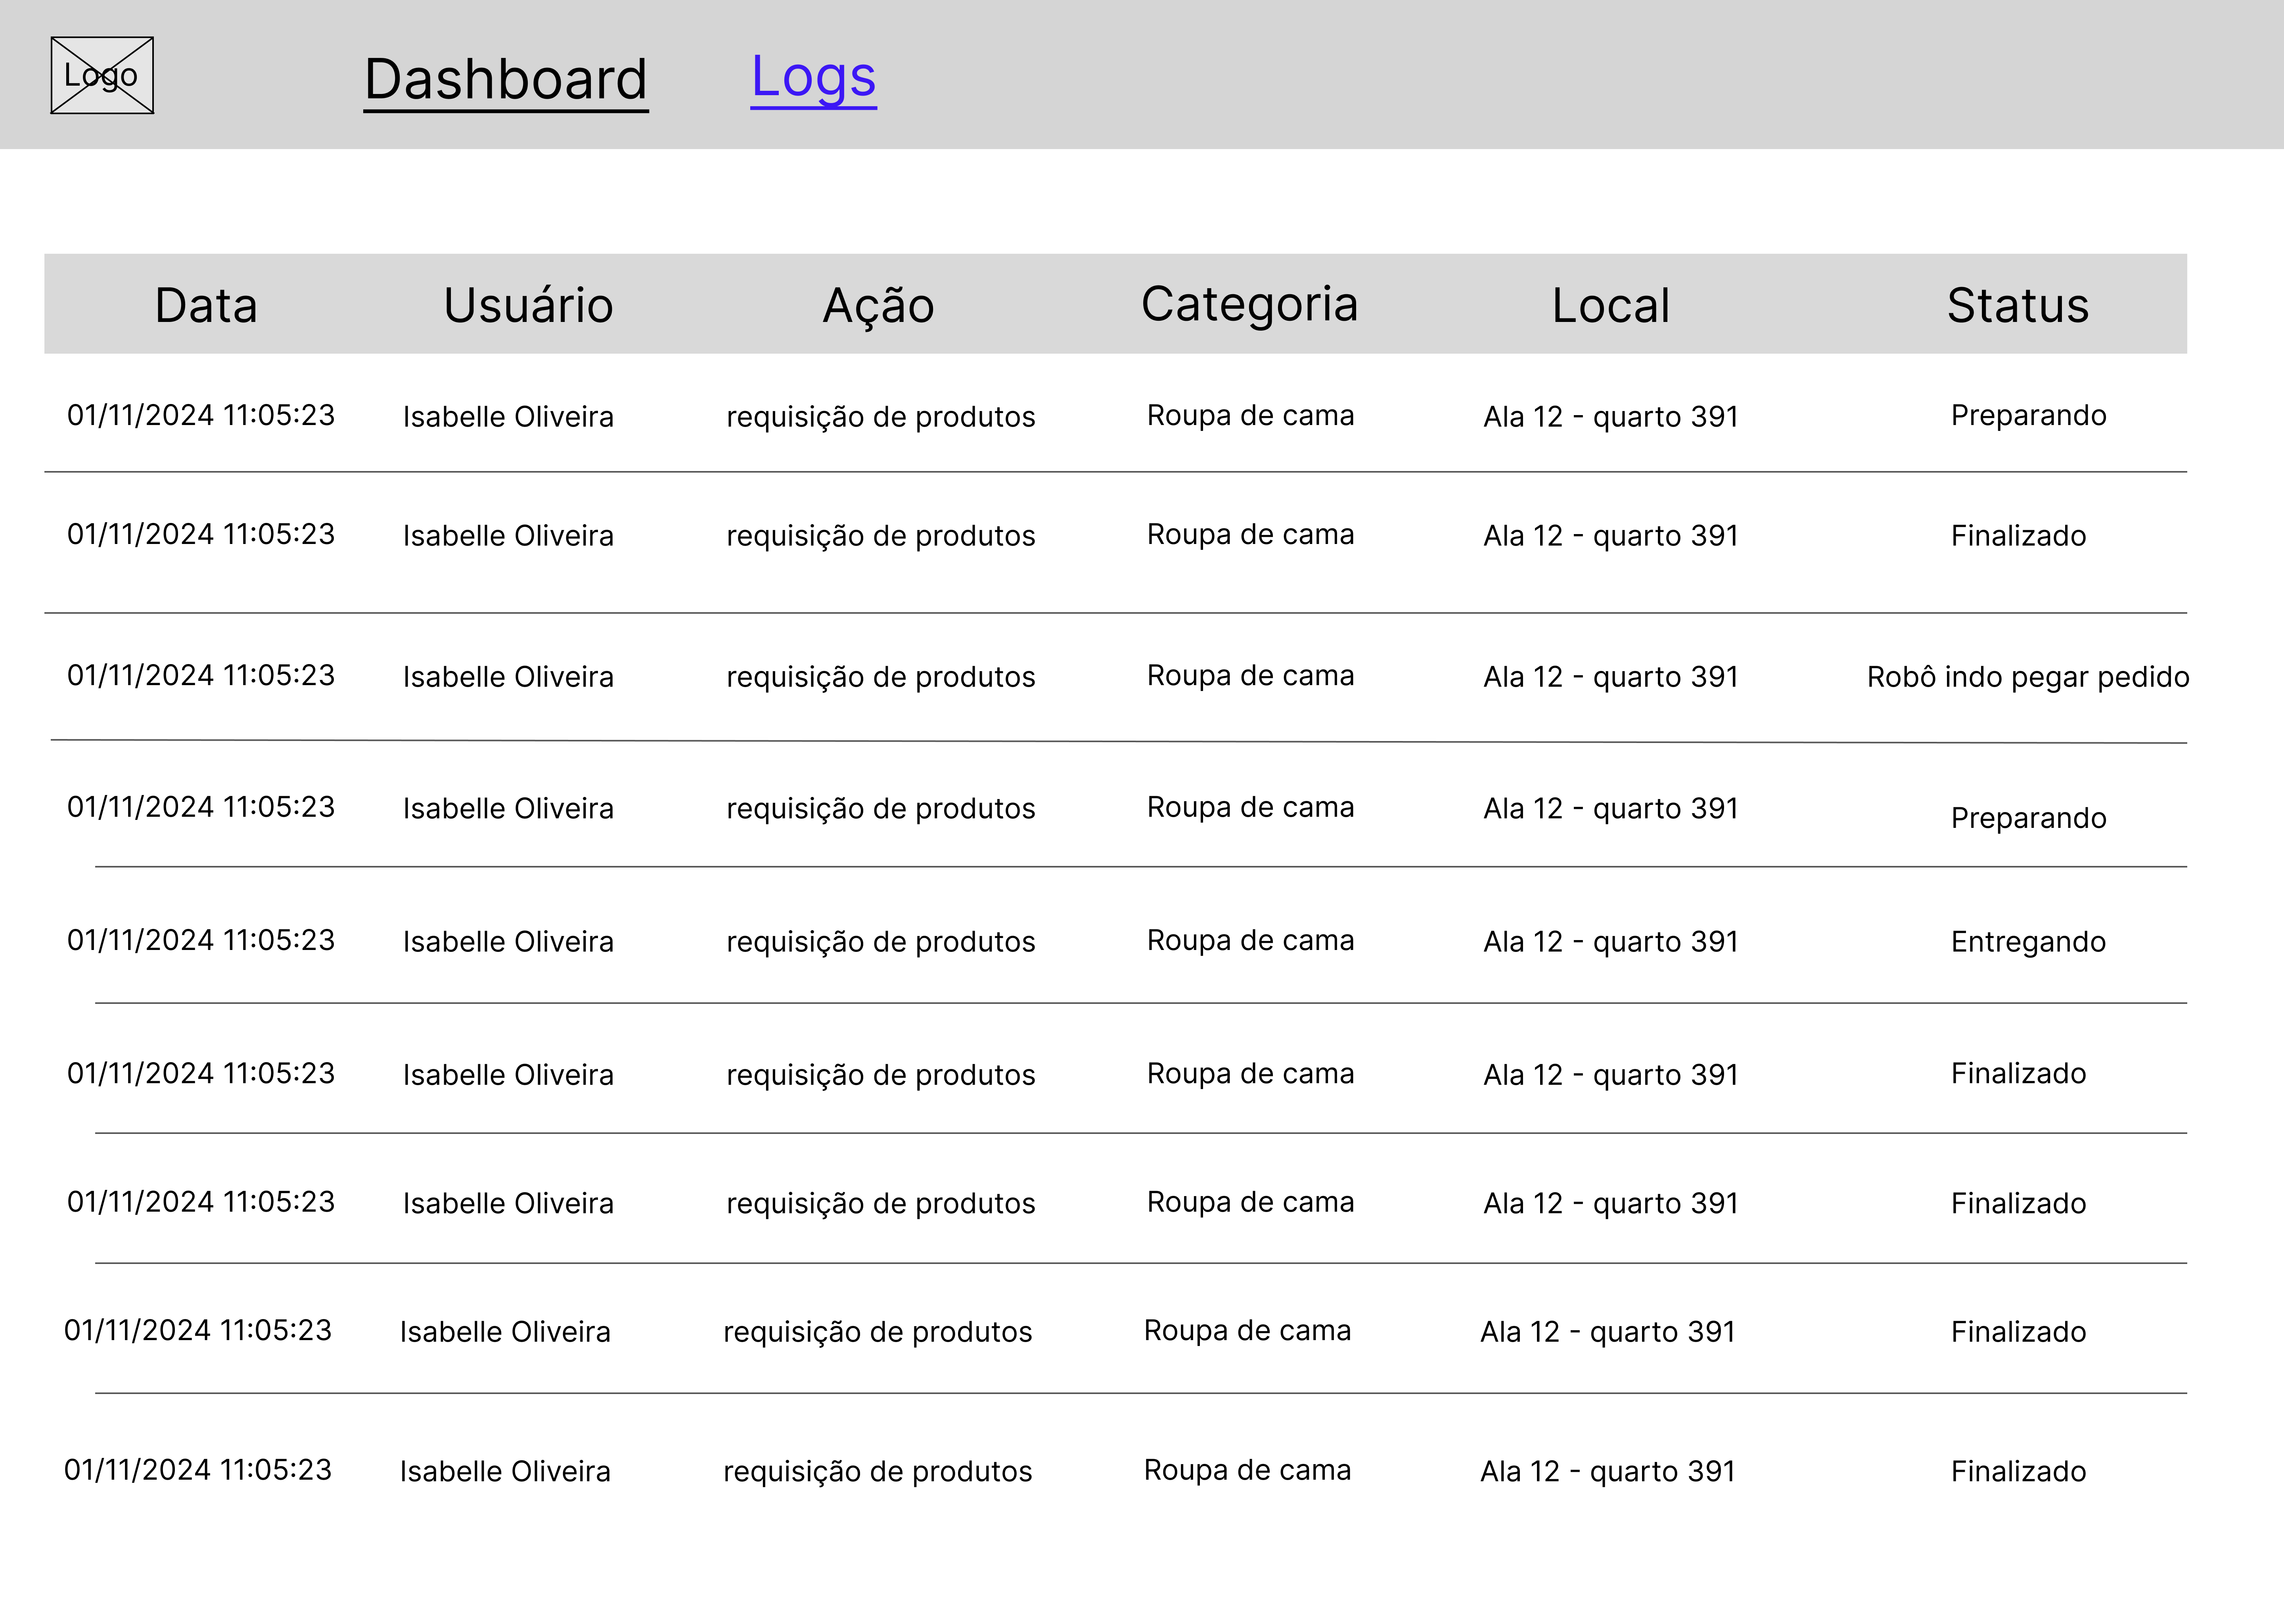 Logo Dashboard Logs
Data Usuário Ação Categoria Local Status
01/11/2024 11:05:23 Isabelle Oliveira requisição de produtos Roupa de cama Ala 12 - quarto 391 Preparando
01/11/2024 11:05:23 Isabelle Oliveira requisição de produtos Roupa de cama Ala 12 - quarto 391 Finalizado
01/11/2024 11:05:23 Isabelle Oliveira requisição de produtos Roupa de cama Ala 12 - quarto 391 Robô indo pegar pedido
01/11/2024 11:05:23 Isabelle Oliveira requisição de produtos Roupa de cama Ala 12 - quarto 391 Preparando
01/11/2024 11:05:23 Isabelle Oliveira requisição de produtos Roupa de cama Ala 12 - quarto 391 Entregando
01/11/2024 11:05:23 Isabelle Oliveira requisição de produtos Roupa de cama Ala 12 - quarto 391 Finalizado
01/11/2024 11:05:23 Isabelle Oliveira requisição de produtos Roupa de cama Ala 12 - quarto 391 Finalizado
01/11/2024 11:05:23 Isabelle Oliveira requisição de produtos Roupa de cama Ala 12 - quarto 391 Finalizado
01/11/2024 11:05:23 Isabelle Oliveira requisição de produtos Roupa de cama Ala 12 - quarto 391 Finalizado